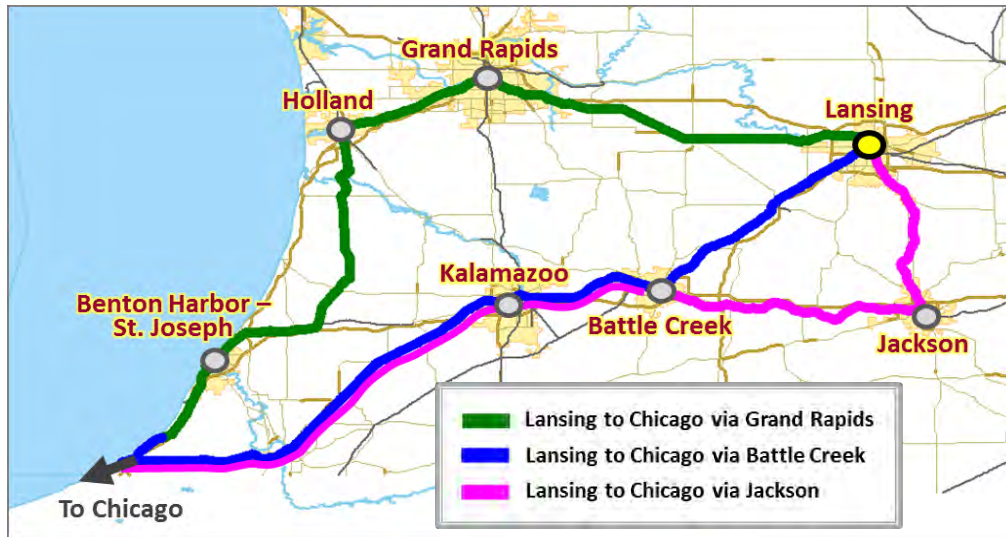 Grand Rapids
Holland
Lansing
Kalamazoo
Benton Harbor –
St. Joseph
Battle Creek
Jackson
Lansing to Chicago via Grand Rapids
Lansing to Chicago via Battle Creek
Lansing to Chicago via Jackson
To Chicago